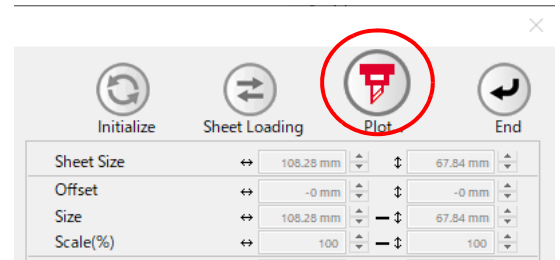 Initialize Sheet Loading Plot End
Sheet Size 108.28 mm 67.84 mm
Offset -0 mm -0 mm
Size 108.28 mm 67.84 mm
Scale(%) 100 100